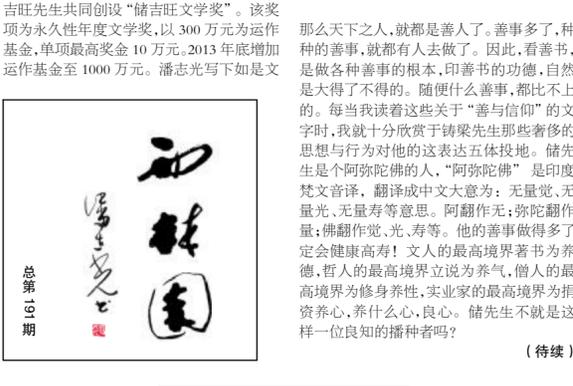 吉旺先生共同创设“储吉旺文学奖”。该奖
项为永久性年度文学奖,以 300 万元为运作
基金,单项最高奖金 10 万元。2013 年底增加
运作基金至 1000 万元。潘志光写下如是文
总第 191 期
那么天下之人，就都是善人了。善事多了,种
种的善事,就都有人去做了。因此,看善书,
是做各种善事的根本,印善书的功德,自然
是大得了不得的。随便什么善事,都比不上
的。每当我读着这些关于“善与信仰”的文
字时,我就十分欣赏于铸梁先生那些奢侈的
思想与行为对他的这表达五体投地。储先
生是个阿弥陀佛的人,“阿弥陀佛” 是印度
梵文音译, 翻译成中文大意为: 无量觉、无
量光、无量寿等意思。阿翻作无;弥陀翻作
量;佛翻作觉、光、寿等。他的善事做得多了
定会健康高寿! 文人的最高境界著书为养
德,哲人的最高境界立说为养气,僧人的最
高境界为修身养性,实业家的最高境界为捐
资养心,养什么心,良心。储先生不就是这
样一位良知的播种者吗?
(待续)